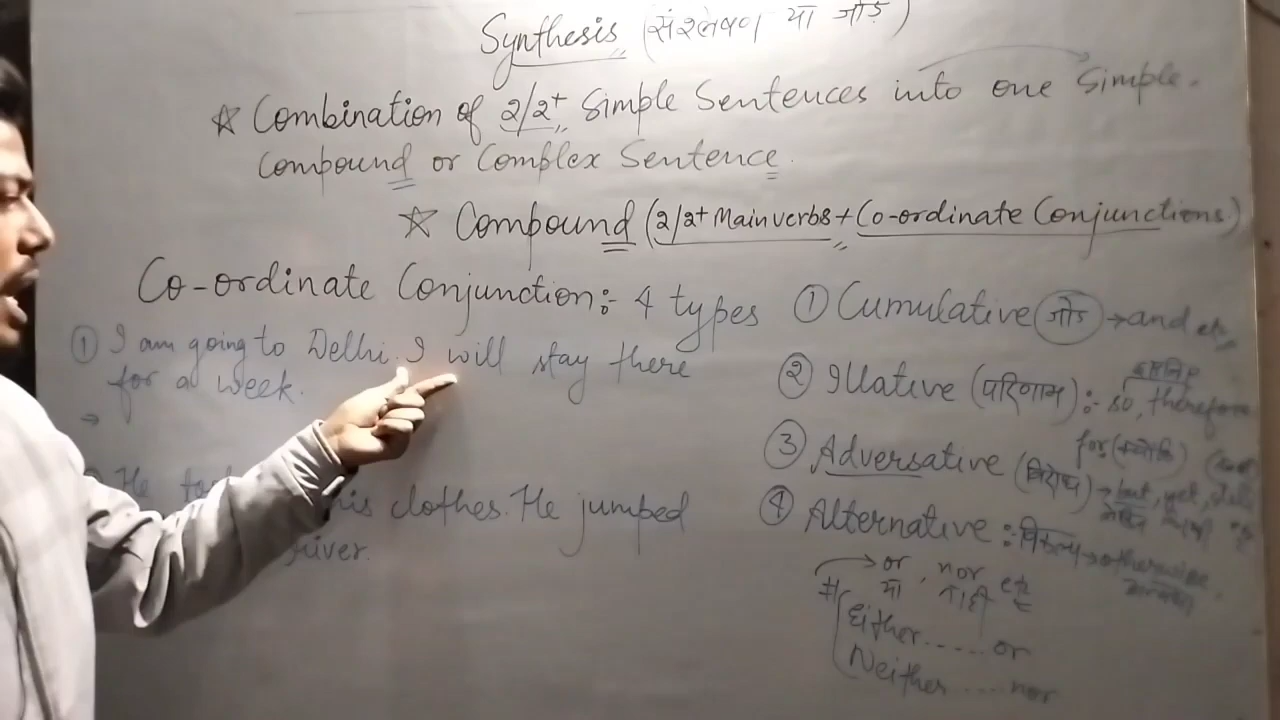 Synthesis (संश्लेषण या जोड़)
☆ Combination of 2/2+ Simple Sentences into one Simple.
Compound or Complex Sentence.
☆ Compound (2/2+ Main verbs + Co-ordinate Conjunctions)
Co-ordinate Conjunction:- 4 types
① Cumulative (जोड़) → and etc,
① I am going to Delhi. I will stay there
for a week.
→
② Illative (परिणाम) :- so, therefore
इसलिए
for (क्योंकि)
③ Adversative (विरोध) → but, yet, still
लेकिन
④ Alternative : विकल्प → otherwise,
or, nor etc
या
Either ..... or
Neither .... nor
He
his clothes. He jumped
river.